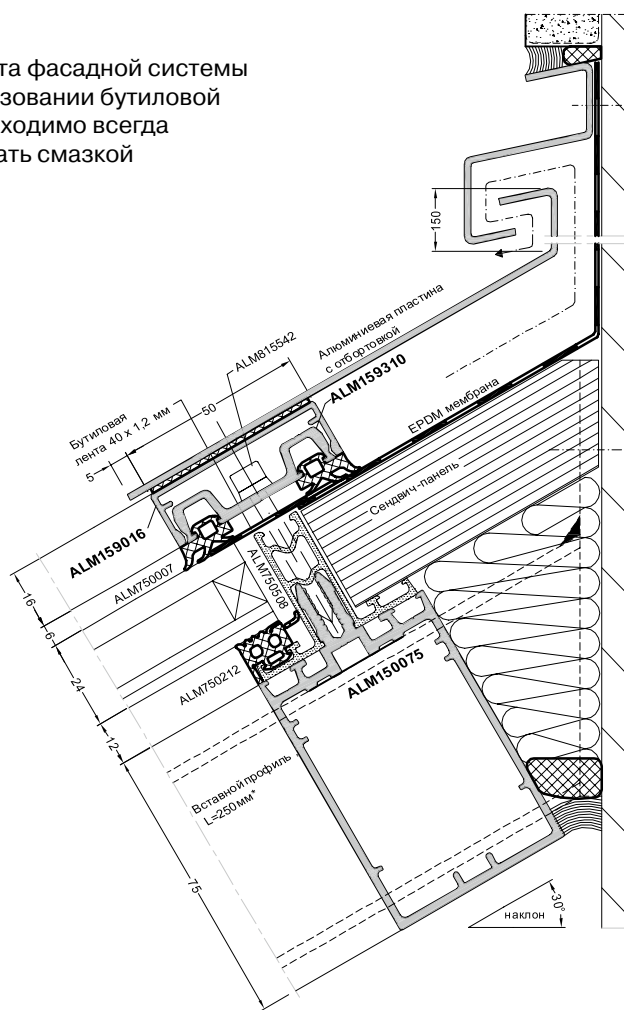 та фасадной системы
зовании бутиловой
ходимо всегда
ать смазкой
150
Алюминиевая пластина
с отбортовкой
ALM815542
50
ALM159310
Бутиловая
лента 40 x 1,2 мм
5
EPDM мембрана
Сендвич-панель
ALM159016
ALM750007
ALM750508
16
6
24
12
75
ALM750212
ALM150075
Вставной профиль
L=250мм*
наклон
30°